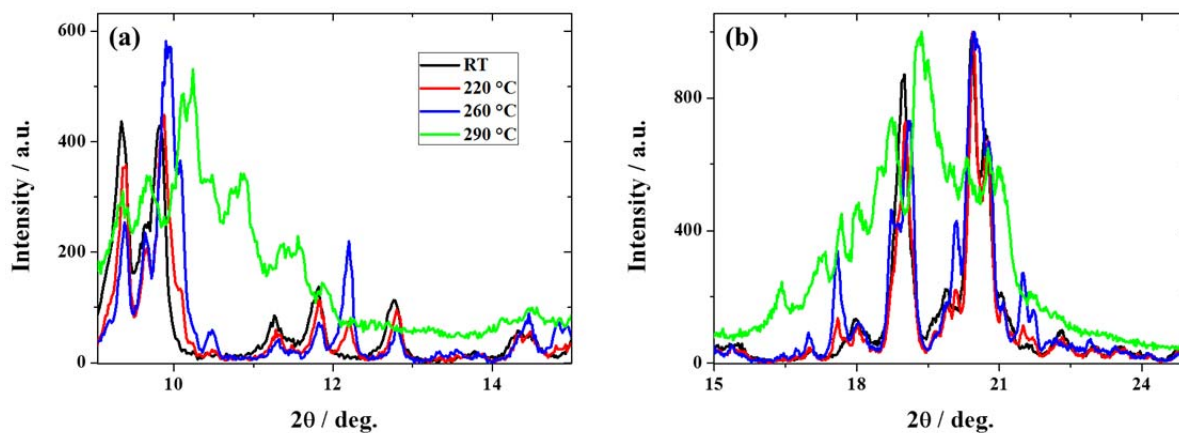 (a)
600
400
200
0
Intensity / a.u.
RT
220 °C
260 °C
290 °C
10 12 14
2θ / deg.
(b)
800
400
0
Intensity / a.u.
15 18 21 24
2θ / deg.